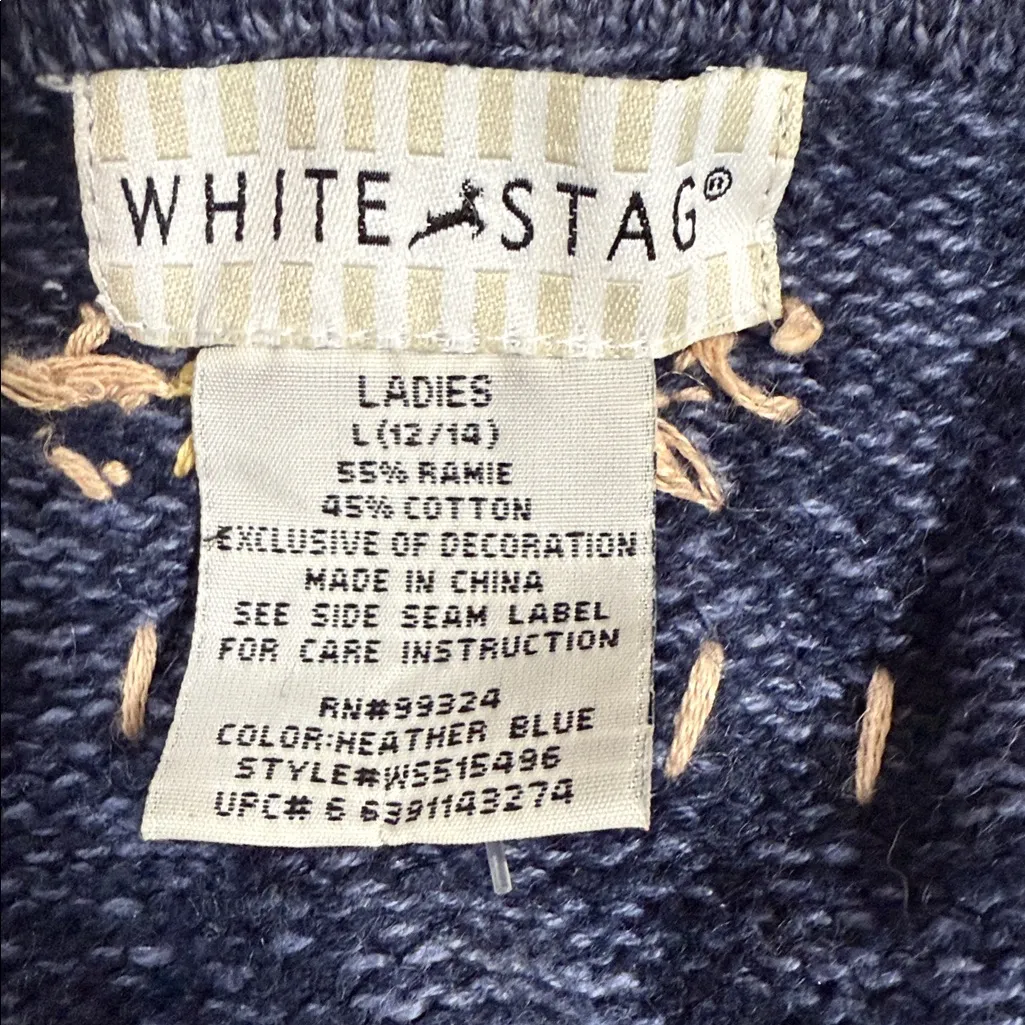 WHITE STAG®
LADIES
L (12/14)
55% RAMIE
45% COTTON
EXCLUSIVE OF DECORATION
MADE IN CHINA
SEE SIDE SEAM LABEL
FOR CARE INSTRUCTION
RN#99324
COLOR:HEATHER BLUE
STYLE#WS515496
UPC# 6 6391143274